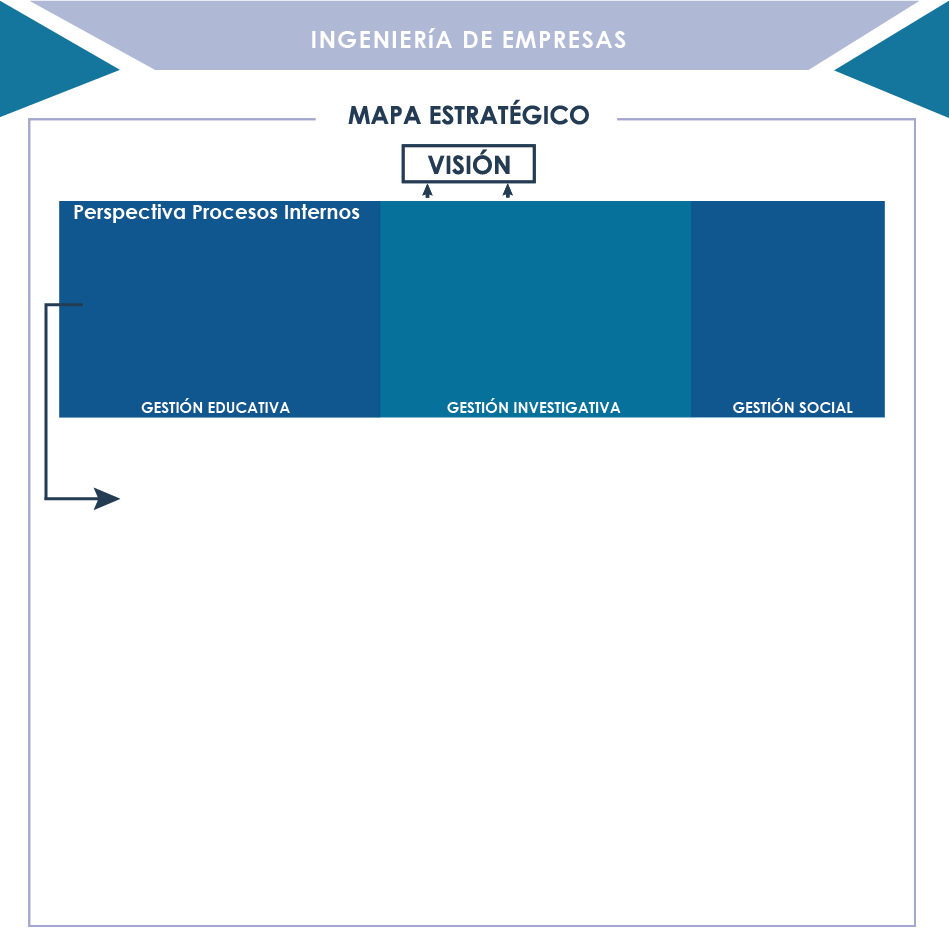 INGENIERíA DE EMPRESAS
MAPA ESTRATÉGICO
VISIÓN
Perspectiva Procesos Internos
GESTIÓN EDUCATIVA
GESTIÓN INVESTIGATIVA
GESTIÓN SOCIAL